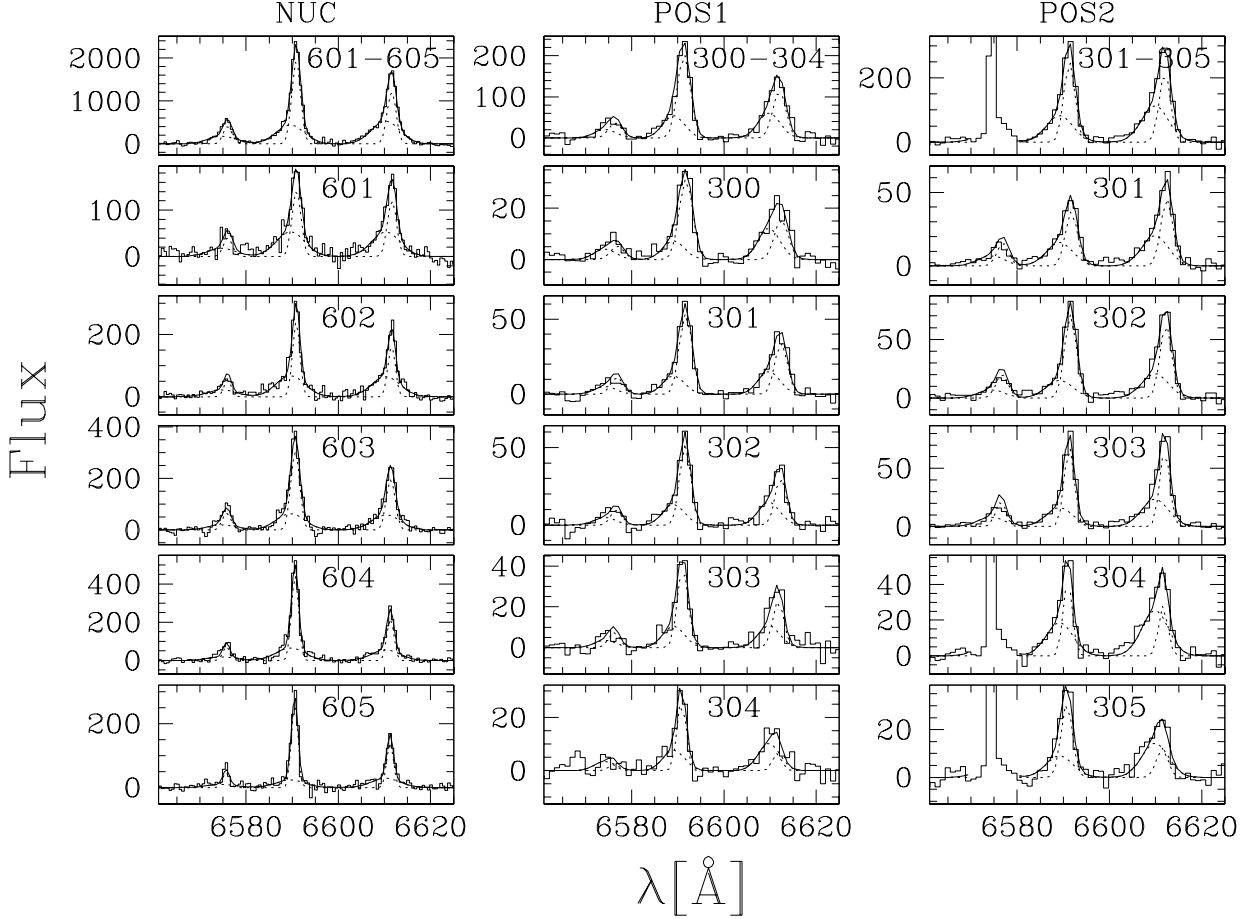 NUC POS1 POS2
2000 1000 0 601-605
200 100 0 300-304
200 0 301-305
100 0 601
20 0 300
50 0 301
200 0 602
50 0 301
50 0 302
Flux
400 200 0 603
50 0 302
50 0 303
400 200 0 604
40 20 0 303
40 20 0 304
200 0 605
20 0 304
20 0 305
6580 6600 6620
6580 6600 6620
6580 6600 6620
λ[Å]